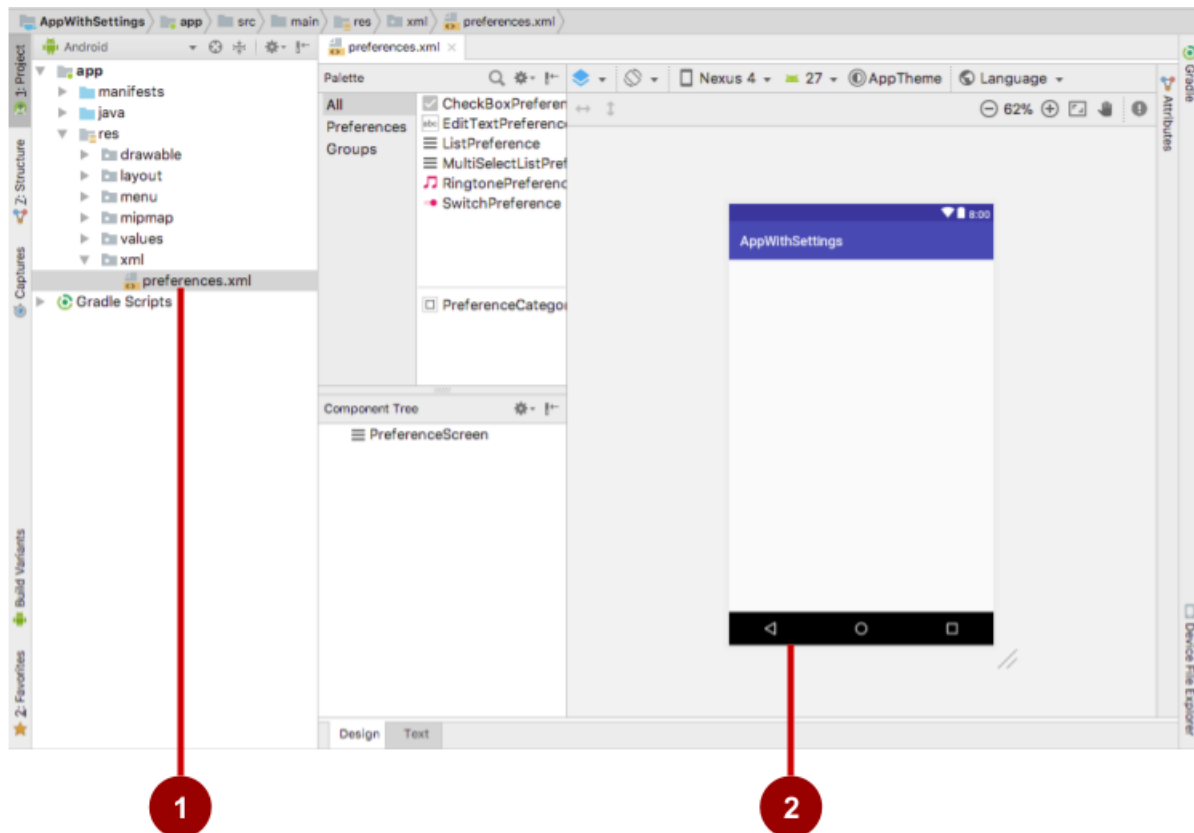 AppWithSettings app src main res xml preferences.xml
1: Project
Z: Structure
Captures
Build Variants
2: Favorites
Android
app
manifests
java
res
drawable
layout
menu
mipmap
values
xml
preferences.xml
Gradle Scripts
preferences.xml
Palette
All
Preferences
Groups
CheckBoxPreferen
EditTextPreference
ListPreference
MultiSelectListPref
RingtonePreferenc
SwitchPreference
PreferenceCatego
Component Tree
PreferenceScreen
Design Text
Nexus 4 27 AppTheme Language
62%
8:00
AppWithSettings
Attributes
Gradle
Device File Explorer
1
2